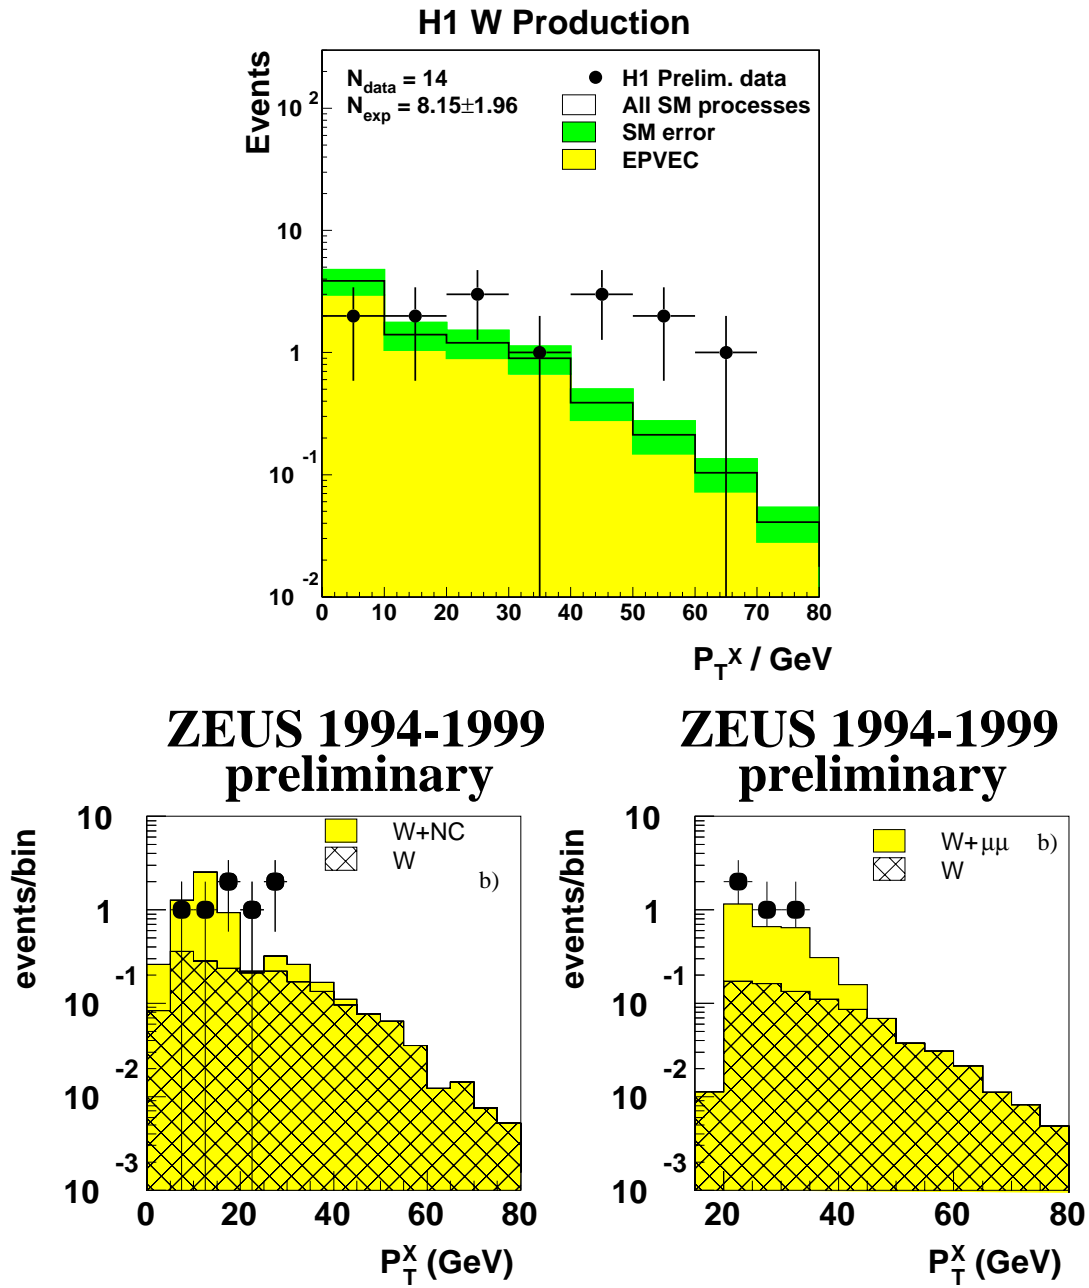 H1 W Production
Events
N_data = 14
N_exp = 8.15±1.96
H1 Prelim. data
All SM processes
SM error
EPVEC
10^2
10
1
10^-1
10^-2
0 10 20 30 40 50 60 70 80
P_T^X / GeV
ZEUS 1994-1999
preliminary
events/bin
W+NC
W
b)
10
1
10^-1
10^-2
10^-3
0 20 40 60 80
P_T^X (GeV)
ZEUS 1994-1999
preliminary
events/bin
W+μμ b)
W
10
1
10^-1
10^-2
10^-3
20 40 60 80
P_T^X (GeV)